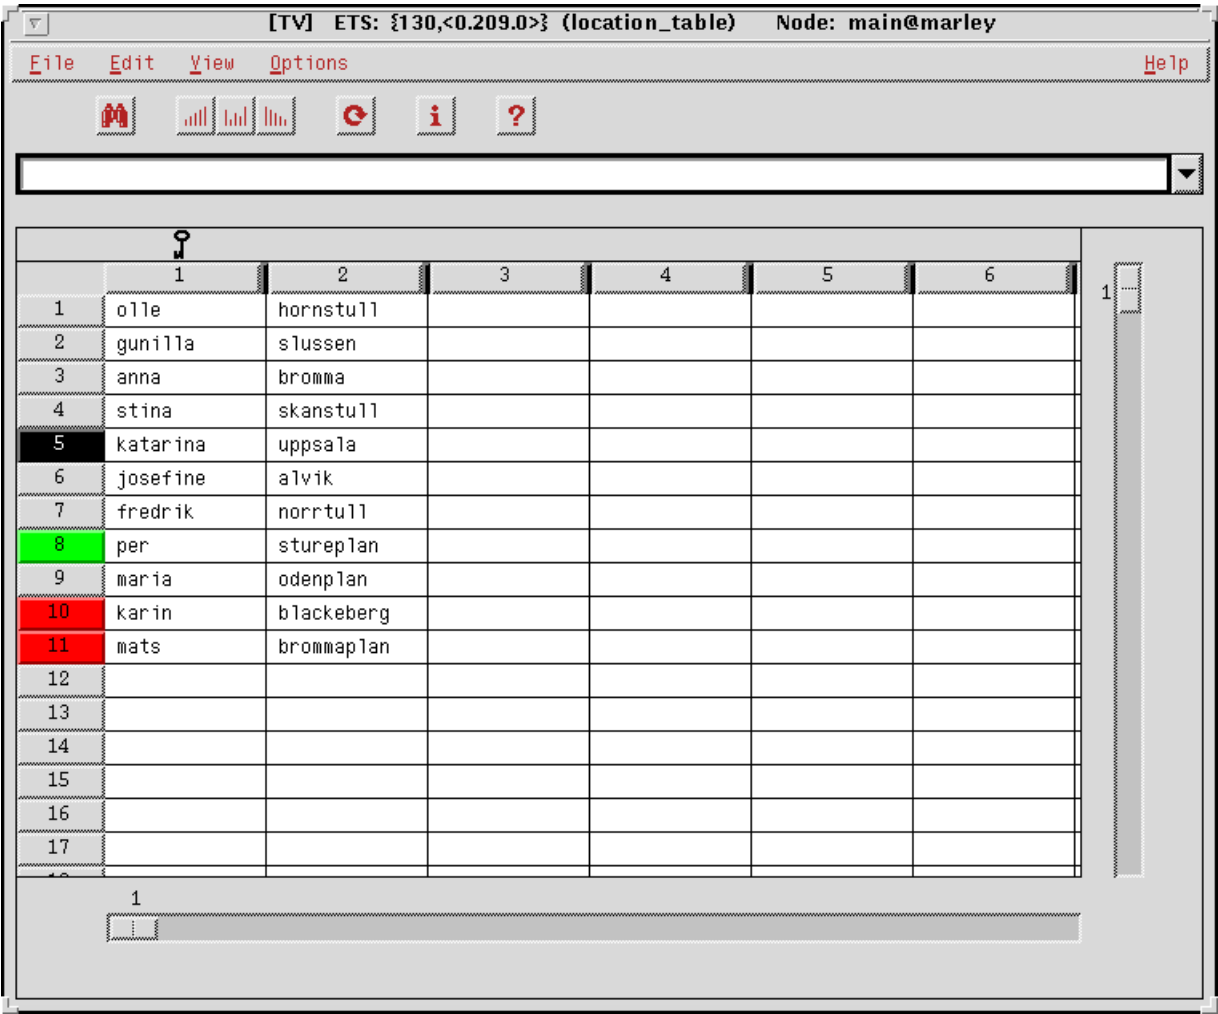 [TV] ETS: {130,<0.209.0>} (location_table) Node: main@marley
File Edit View Options Help
1 2 3 4 5 6
1
1 olle hornstull
2 gunilla slussen
3 anna bromma
4 stina skanstull
5 katarina uppsala
6 josefine alvik
7 fredrik norrtull
8 per stureplan
9 maria odenplan
10 karin blackeberg
11 mats brommaplan
12
13
14
15
16
17
1